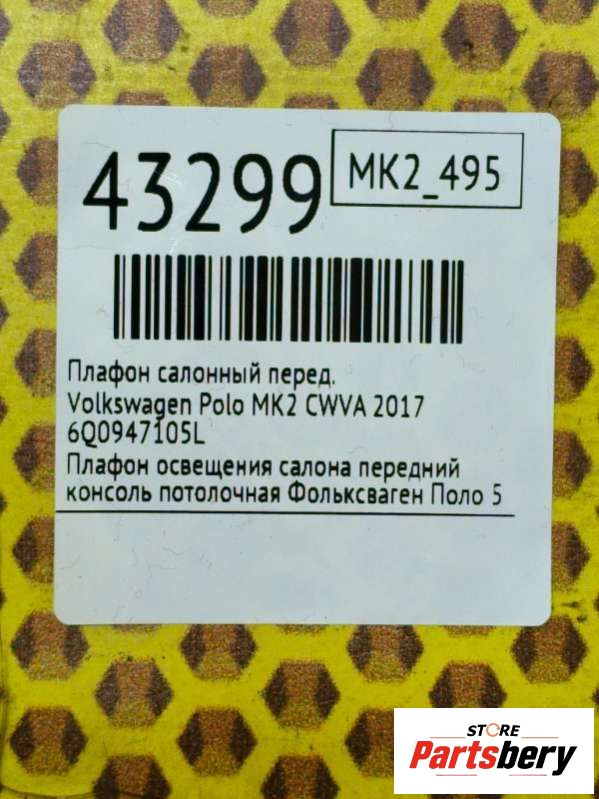 43299
MK2_495
Плафон салонный перед.
Volkswagen Polo MK2 CWVA 2017
6Q0947105L
Плафон освещения салона передний
консоль потолочная Фольксваген Поло 5
STORE
Partsbery